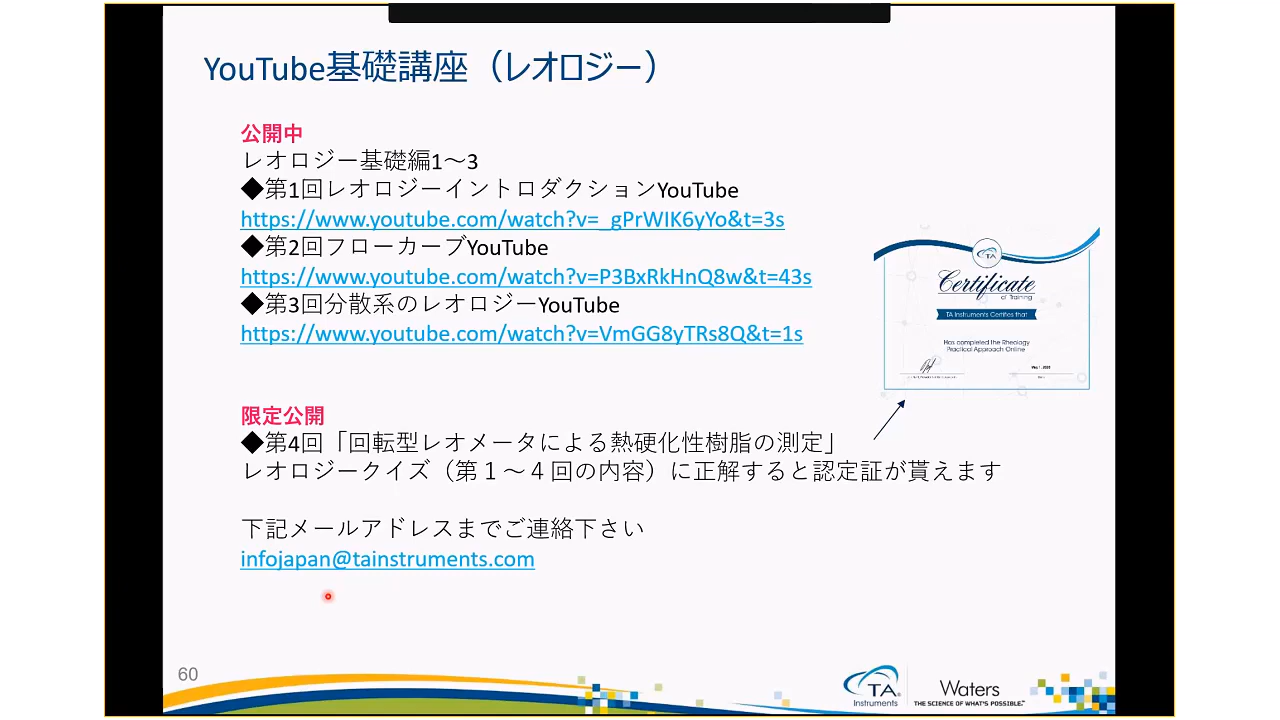 YouTube基礎講座（レオロジー）
公開中
レオロジー基礎編1～3
◆第1回レオロジーイントロダクションYouTube
https://www.youtube.com/watch?v=_gPrWIK6yYo&t=3s
◆第2回フローカーブYouTube
https://www.youtube.com/watch?v=P3BxRkHnQ8w&t=43s
◆第3回分散系のレオロジーYouTube
https://www.youtube.com/watch?v=VmGG8yTRs8Q&t=1s
TA
Certificate
of Training
TA Instruments Certifies that
Has completed the Rheology
Practical Approach Online
限定公開
◆第4回「回転型レオメータによる熱硬化性樹脂の測定」
レオロジークイズ（第１～４回の内容）に正解すると認定証が貰えます
下記メールアドレスまでご連絡下さい
infojapan@tainstruments.com
60
TA
Instruments
Waters
THE SCIENCE OF WHAT'S POSSIBLE.™